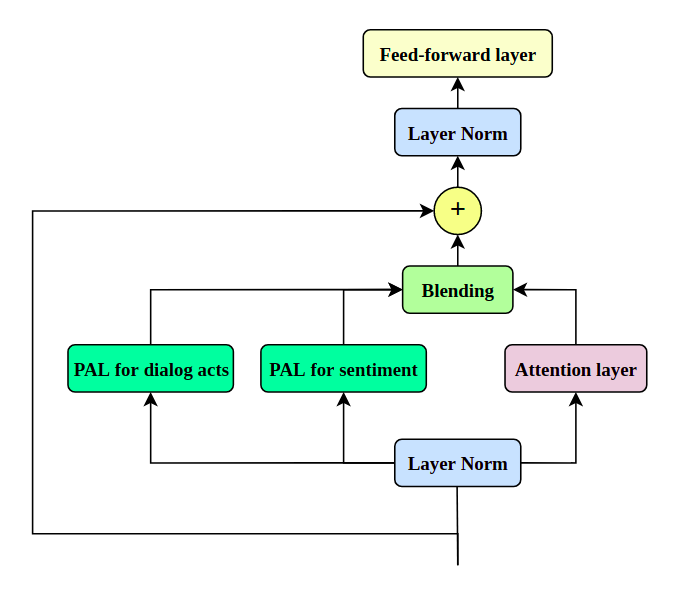 Feed-forward layer
Layer Norm
+
Blending
PAL for dialog acts
PAL for sentiment
Attention layer
Layer Norm